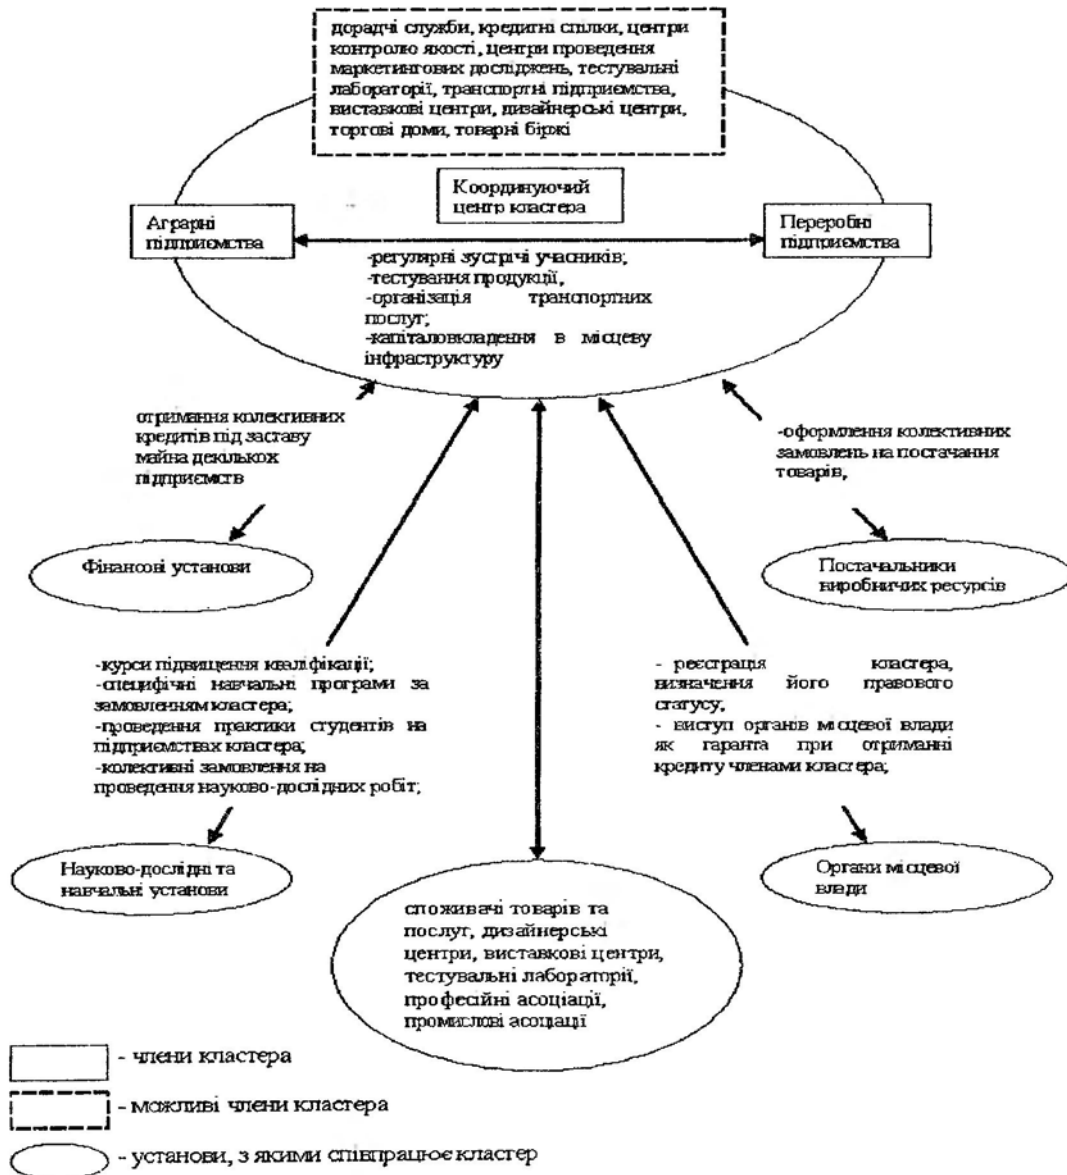 дорадчі служби, кредитні спілки, центри
контролю якості, центри проведення
маркетингових досліджень, тестувальні
лабораторії, транспортні підприємства,
виставкові центри, дизайнерські центри,
торгові доми, товарні біржі
Координуючий
центр кластера
Аграрні
підприємства
Переробні
підприємства
-регулярні зустрічі учасників;
-тестування продукції,
-організація транспортних
послуг;
-капіталовкладення в місцеву
інфраструктуру
отримання колективних
кредитів під заставу
майна декількох
підприємств
-оформлення колективних
замовлень на постачання
товарів,
Фінансові установи
Постачальники
виробничих ресурсів
-курси підвищення кваліфікації;
-специфічні навчальні програми за
замовленням кластера;
-проведення практики студентів на
підприємствах кластера;
-колективні замовлення на
проведення науково-дослідних робіт;
- реєстрація кластера,
визначення його правового
статусу;
- виступ органів місцевої влади
як гаранта при отриманні
кредиту членами кластера;
Науково-дослідні та
навчальні установи
Органи місцевої
влади
споживачі товарів та
послуг, дизайнерські
центри, виставкові центри,
тестувальні лабораторії,
професійні асоціації,
промислові асоціації
- члени кластера
- можливі члени кластера
- установи, з якими співпрацює кластер